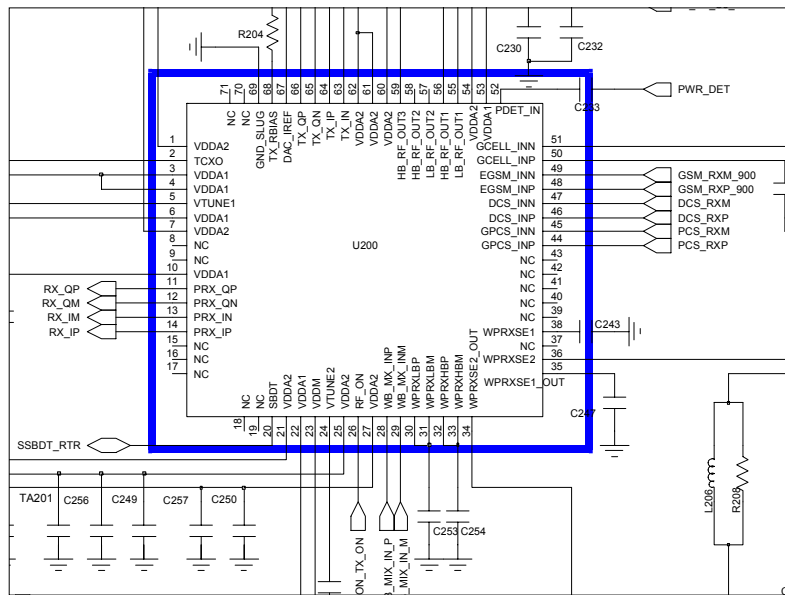 R204
C230
C232
71
70
69
68
67
66
65
64
63
62
61
60
59
58
57
56
55
54
53
52
NC
NC
GND_SLUG
TX_RBIAS
DAC_IREF
TX_QP
TX_QN
TX_IP
TX_IN
VDDA2
VDDA2
VDDA2
HB_RF_OUT3
HB_RF_OUT2
LB_RF_OUT2
HB_RF_OUT1
LB_RF_OUT1
VDDA2
VDDA1
PDET_IN
C233
PWR_DET
1 VDDA2
2 TCXO
3 VDDA1
4 VDDA1
5 VTUNE1
6 VDDA1
7 VDDA2
8 NC
9 NC
10 VDDA1
RX_QP 11 PRX_QP
RX_QM 12 PRX_QN
RX_IM 13 PRX_IN
RX_IP 14 PRX_IP
15 NC
16 NC
17 NC
U200
GCELL_INN 51
GCELL_INP 50
EGSM_INN 49 GSM_RXM_900
EGSM_INP 48 GSM_RXP_900
DCS_INN 47 DCS_RXM
DCS_INP 46 DCS_RXP
GPCS_INN 45 PCS_RXM
GPCS_INP 44 PCS_RXP
NC 43
NC 42
NC 41
NC 40
NC 39
WPRXSE1 38 C243
NC 37
WPRXSE2 36
WPRXSE1_OUT 35
NC
NC
SBDT
VDDA2
VDDA1
VDDM
VTUNE2
VDDA2
RF_ON
VDDA2
WB_MX_INP
WB_MX_INM
WPRXLBP
WPRXLBM
WPRXHBP
WPRXHBM
WPRXSE2_OUT
18
19
20
21
22
23
24
25
26
27
28
29
30
31
32
33
34
C247
SSBDT_RTR
TA201
C256
C249
C257
C250
C253
C254
L206
R208
ON_TX_ON
MIX_IN_P
MIX_IN_M